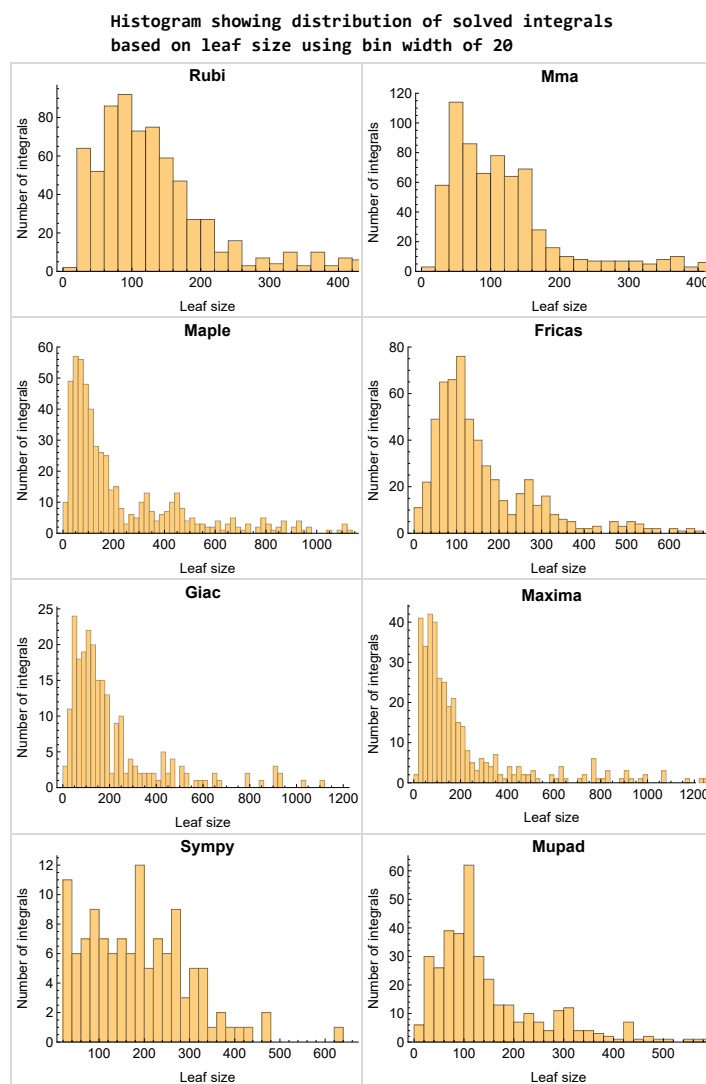 Histogram showing distribution of solved integrals
based on leaf size using bin width of 20
Rubi
Number of integrals
80
60
40
20
0
0 100 200 300 400
Leaf size
Mma
Number of integrals
120
100
80
60
40
20
0
0 100 200 300 400
Leaf size
Maple
Number of integrals
60
50
40
30
20
10
0
0 200 400 600 800 1000
Leaf size
Fricas
Number of integrals
80
60
40
20
0
0 100 200 300 400 500 600
Leaf size
Giac
Number of integrals
25
20
15
10
5
0
0 200 400 600 800 1000 1200
Leaf size
Maxima
Number of integrals
40
30
20
10
0
0 200 400 600 800 1000 1200
Leaf size
Sympy
Number of integrals
12
10
8
6
4
2
0
100 200 300 400 500 600
Leaf size
Mupad
Number of integrals
60
50
40
30
20
10
0
0 100 200 300 400 500
Leaf size